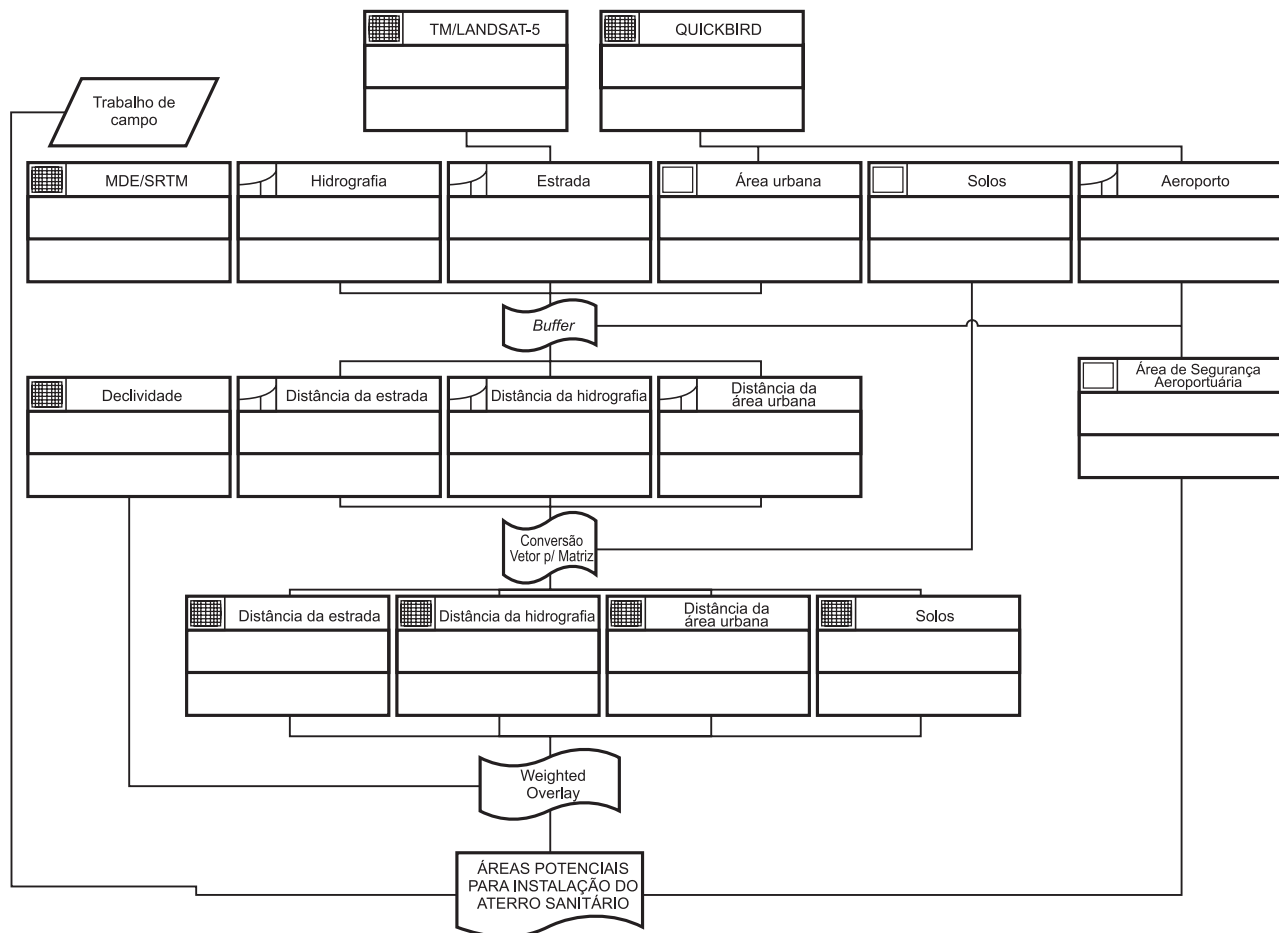 TM/LANDSAT-5
QUICKBIRD
Trabalho de
campo
MDE/SRTM
Hidrografia
Estrada
Área urbana
Solos
Aeroporto
Buffer
Declividade
Distância da estrada
Distância da hidrografia
Distância da
área urbana
Área de Segurança
Aeroportuária
Conversão
Vetor p/ Matriz
Distância da estrada
Distância da hidrografia
Distância da
área urbana
Solos
Weighted
Overlay
ÁREAS POTENCIAIS
PARA INSTALAÇÃO DO
ATERRO SANITÁRIO